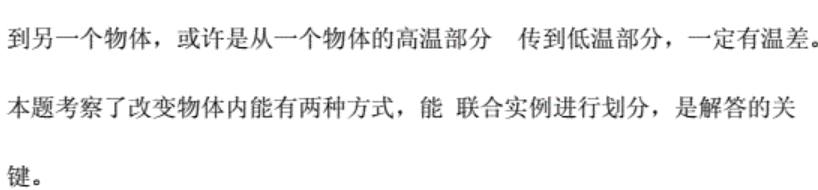 到另一个物体，或许是从一个物体的高温部分 传到低温部分，一定有温差。
本题考察了改变物体内能有两种方式，能 联合实例进行划分，是解答的关
键。